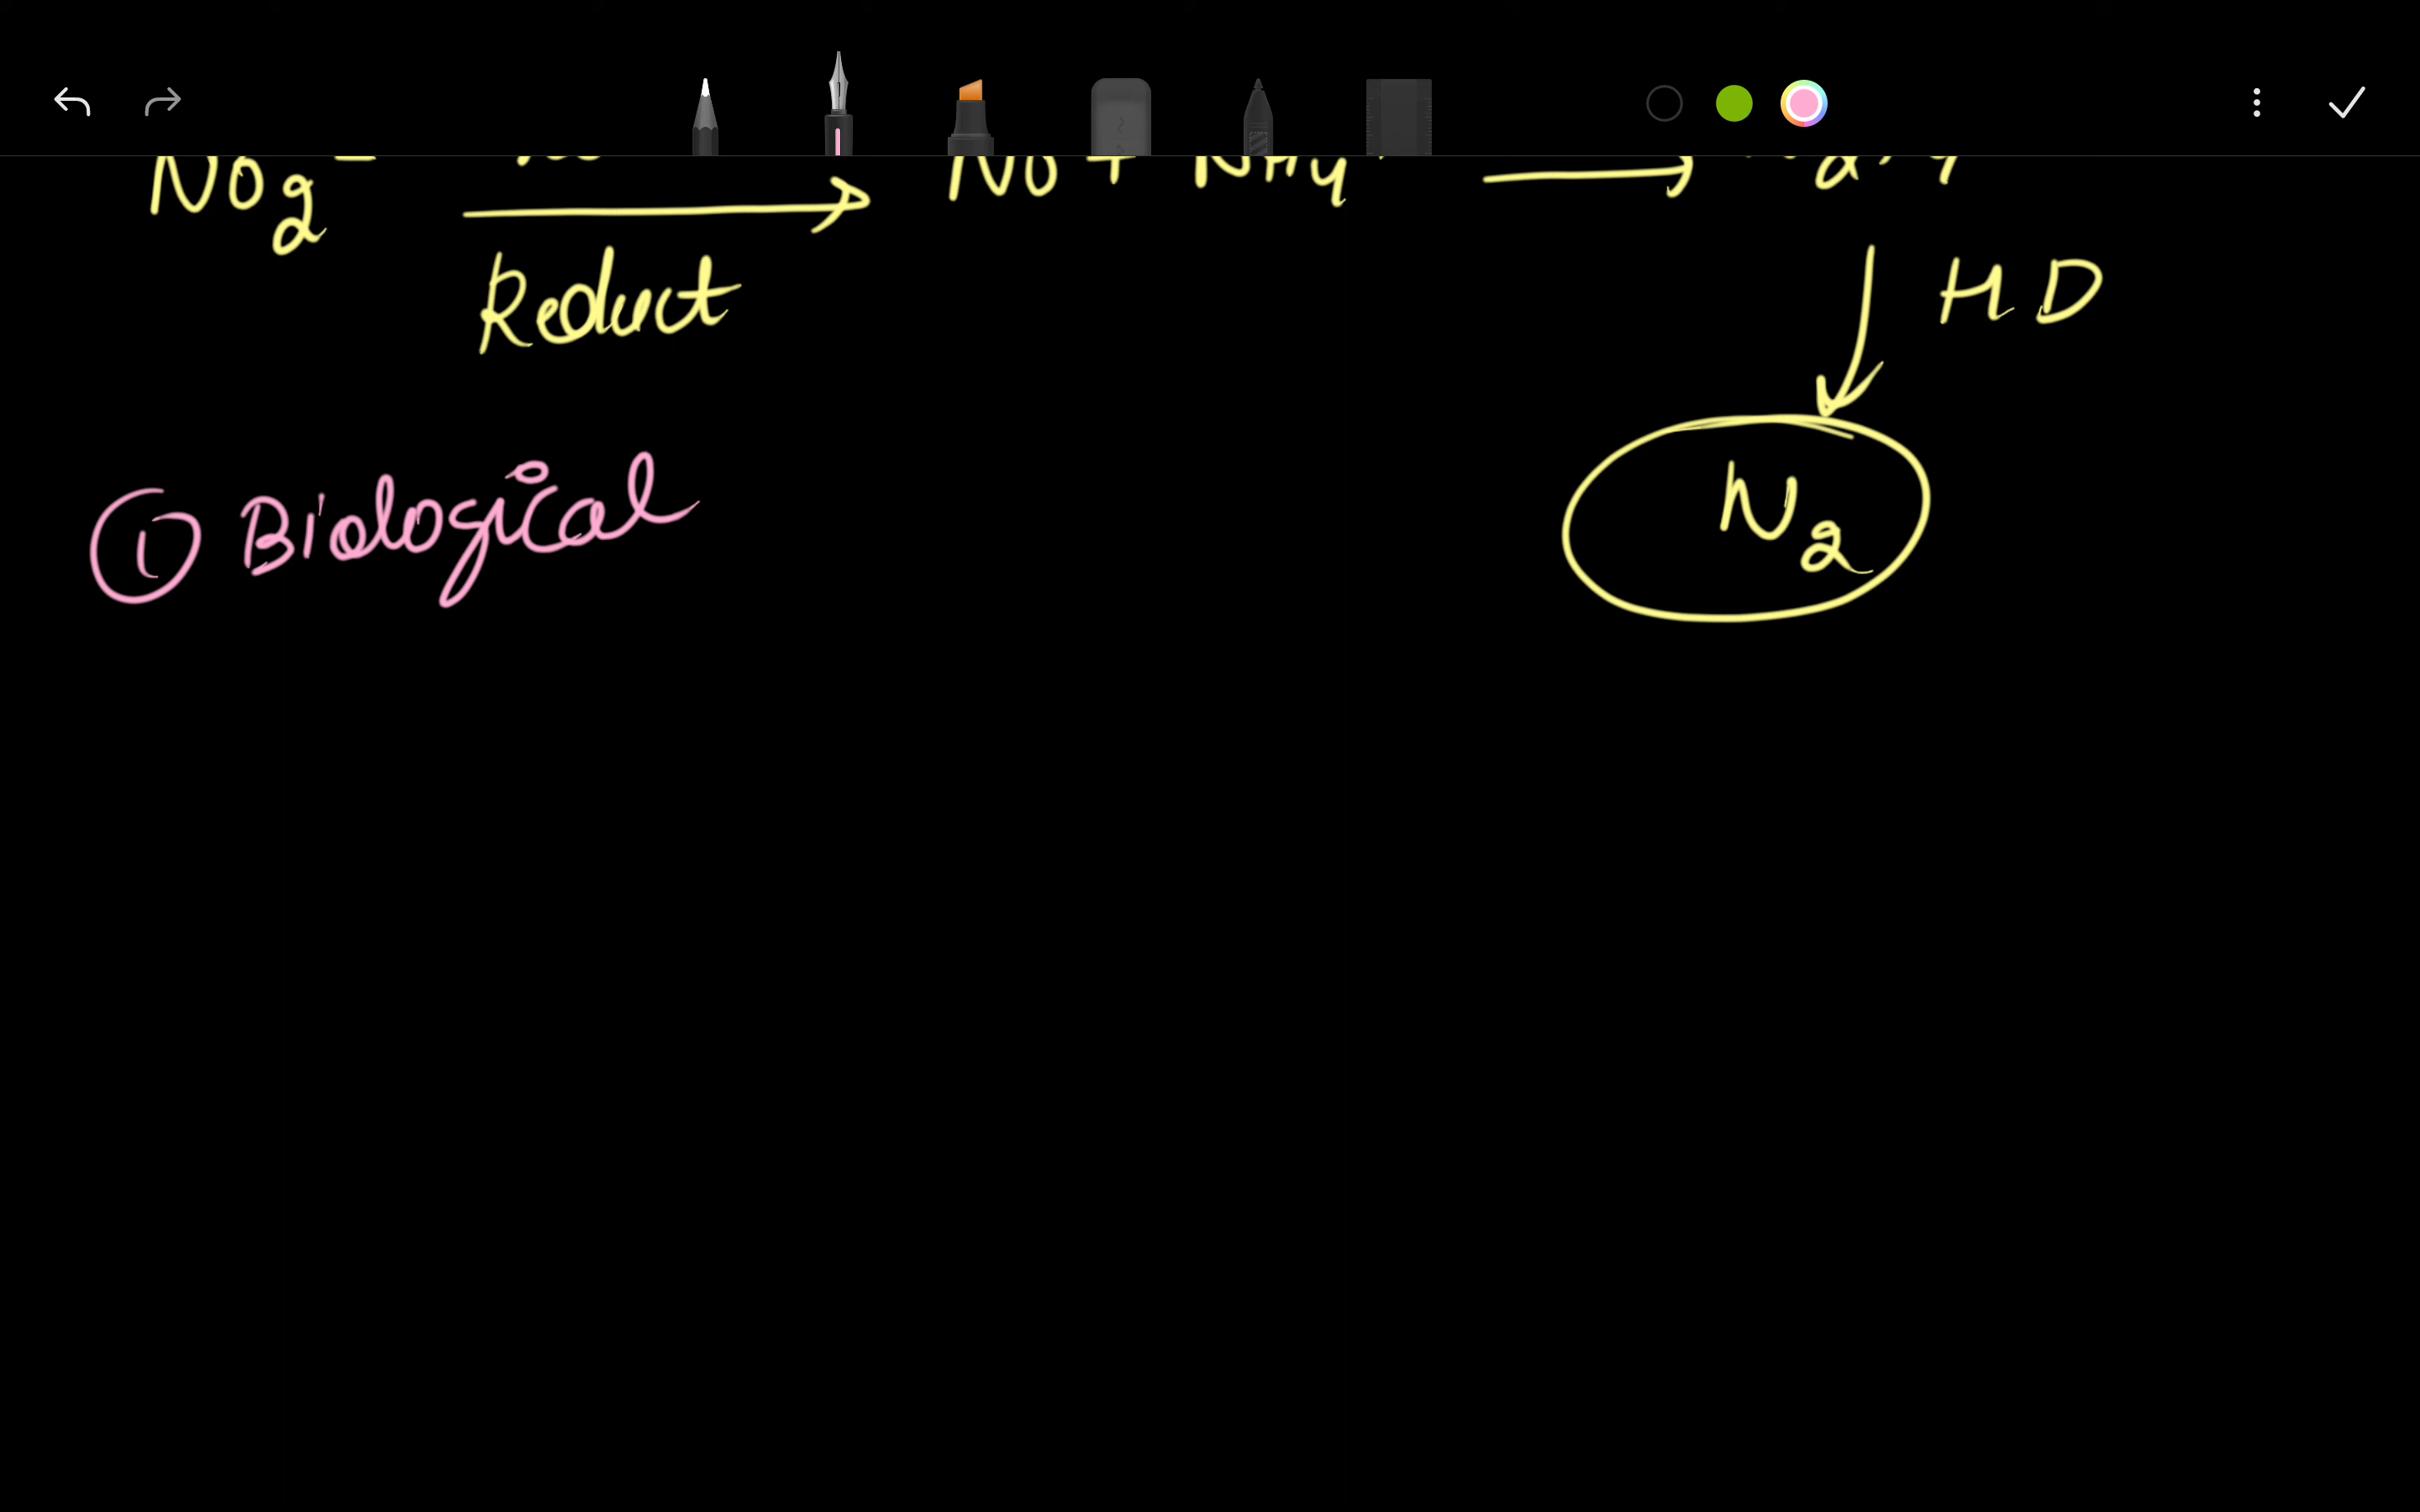 No₂⁻ → No + NH₄
Reduct
HD
① Biological
N₂